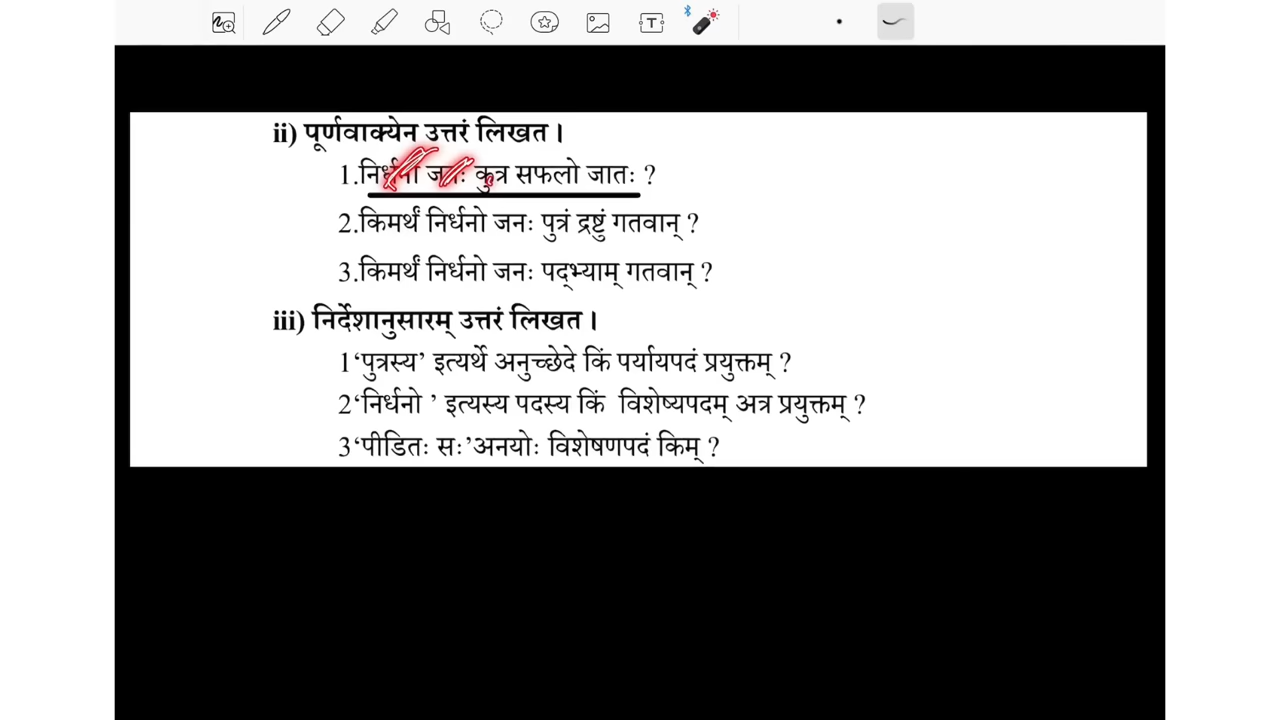 ii) पूर्णवाक्येन उत्तरं लिखत।
1.निर्धनो जनः कुत्र सफलो जातः ?
2.किमर्थं निर्धनो जनः पुत्रं द्रष्टुं गतवान् ?
3.किमर्थं निर्धनो जनः पद्भ्याम् गतवान् ?
iii) निर्देशानुसारम् उत्तरं लिखत।
1‘पुत्रस्य’ इत्यर्थे अनुच्छेदे किं पर्यायपदं प्रयुक्तम् ?
2‘निर्धनो ’ इत्यस्य पदस्य किं विशेष्यपदम् अत्र प्रयुक्तम् ?
3‘पीडितः सः’अनयोः विशेषणपदं किम् ?